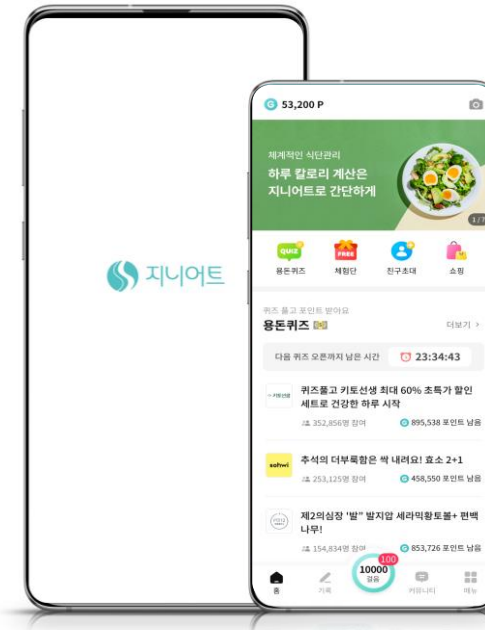 지니어트
53,200 P
체계적인 식단관리
하루 칼로리 계산은
지니어트로 간단하게
1/7
QUIZ
FREE
용돈퀴즈
체험단
친구초대
쇼핑
퀴즈 풀고 포인트 받아요
용돈퀴즈
더보기 >
다음 퀴즈 오픈까지 남은 시간
23:34:43
키토선생
퀴즈풀고 키토선생 최대 60% 초특가 할인
세트로 건강한 하루 시작
352,856명 참여
895,538 포인트 남음
추석의 더부룩함은 싹 내려요! 효소 2+1
253,125명 참여
458,550 포인트 남음
제2의심장 '발" 발지압 세라믹황토볼+ 편백
나무!
154,834명 참여
853,726 포인트 남음
100
10000
걸음
홈
기록
커뮤니티
메뉴